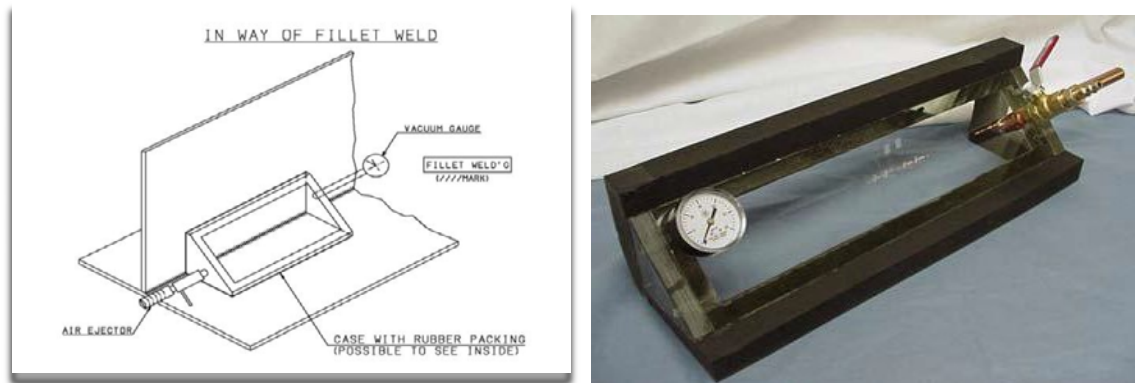 IN WAY OF FILLET WELD
VACUUM GAUGE
FILLET WELD'G
(////MARK)
AIR EJECTOR
CASE WITH RUBBER PACKING
(POSSIBLE TO SEE INSIDE)